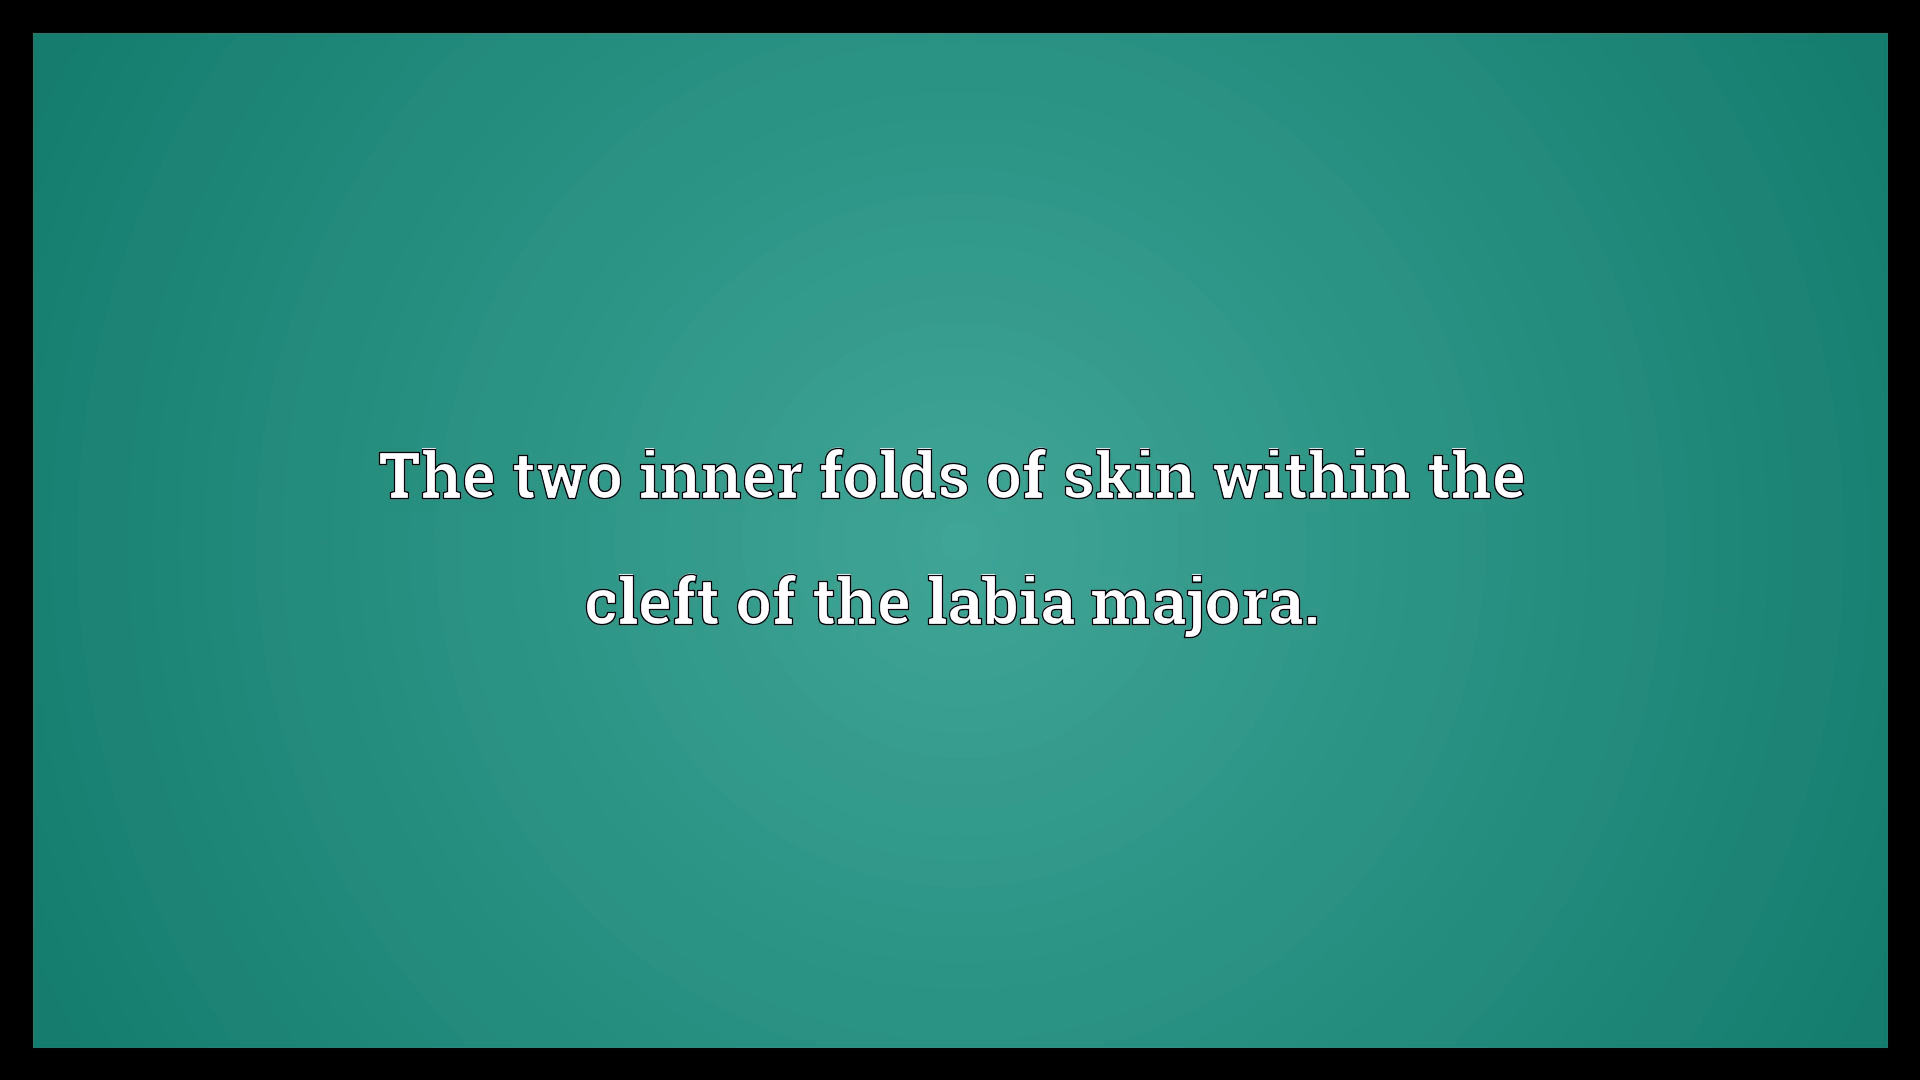 The two inner folds of skin within the
cleft of the labia majora.